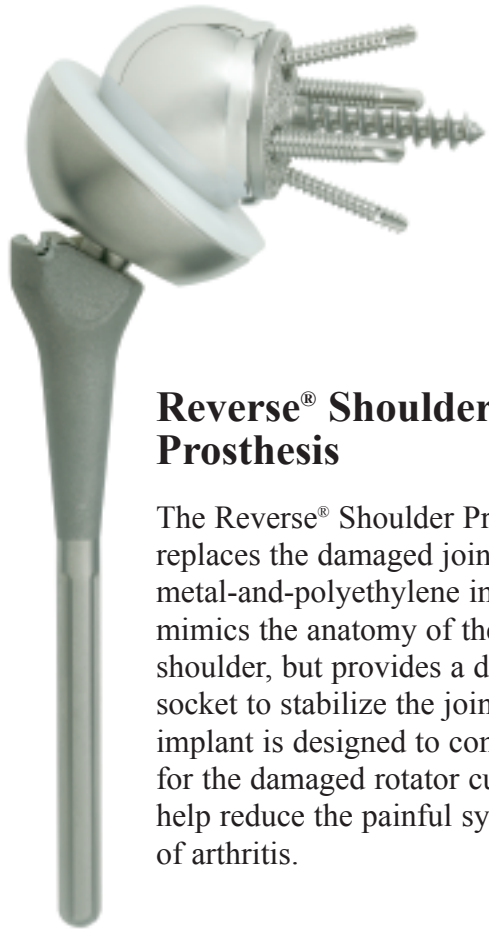 Reverse® Shoulder
Prosthesis
The Reverse® Shoulder Pr
replaces the damaged join
metal-and-polyethylene in
mimics the anatomy of the
shoulder, but provides a d
socket to stabilize the join
implant is designed to con
for the damaged rotator cu
help reduce the painful sy
of arthritis.